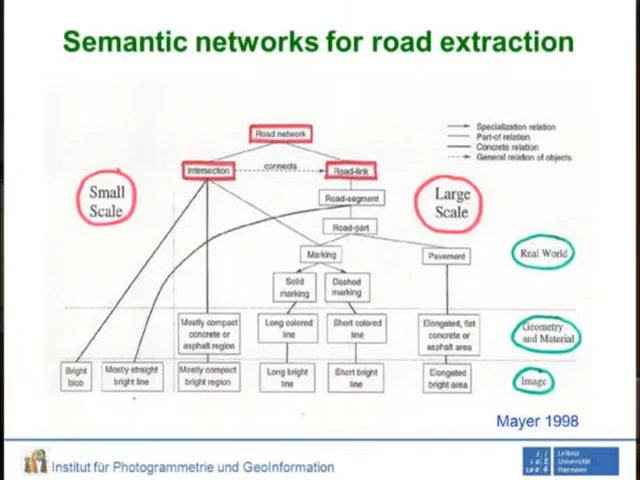 Semantic networks for road extraction
Road network
Specialization relation
Part-of relation
Concrete relation
General relation of objects
Intersection
connects
Road-link
Small
Scale
Road-segment
Large
Scale
Road-part
Marking
Pavement
Real World
Solid
marking
Dashed
marking
Mostly compact
concrete or
asphalt region
Long colored
line
Short colored
line
Elongated, flat
concrete or
asphalt area
Geometry
and Material
Bright
blob
Mostly straight
bright line
Mostly compact
bright region
Long bright
line
Short bright
line
Elongated
bright area
Image
Mayer 1998
Institut für Photogrammetrie und GeoInformation
Leibniz
Universität
Hannover